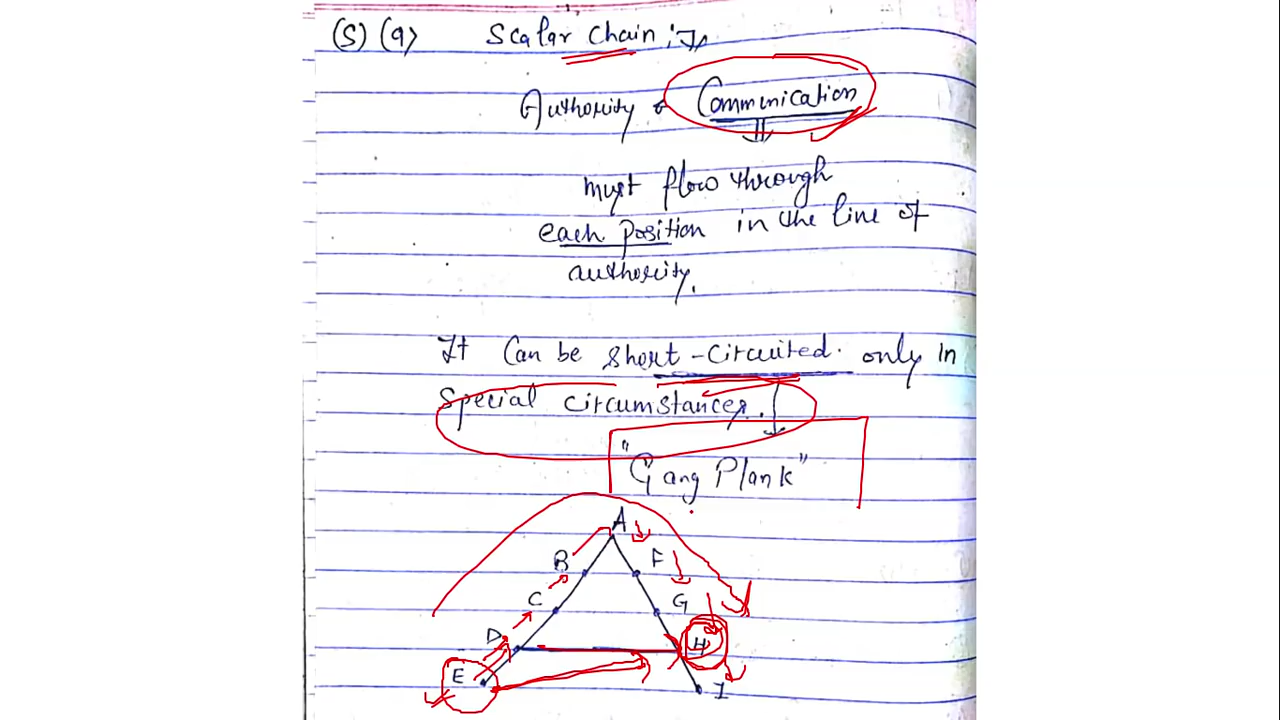 (5) (9) Scalar Chain :→
Authority & Communication
must flow through
each position in the line of
authority.
It Can be short-circuited. only in
special circumstances.
"Gang Plank"
A
B F
C G
D H
E I